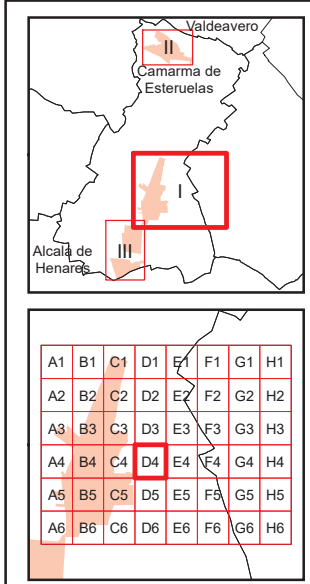 Valdeavero
II
Camarma de
Esteruelas
I
Alcalá de
Henares
III
A1 B1 C1 D1 E1 F1 G1 H1
A2 B2 C2 D2 E2 F2 G2 H2
A3 B3 C3 D3 E3 F3 G3 H3
A4 B4 C4 D4 E4 F4 G4 H4
A5 B5 C5 D5 E5 F5 G5 H5
A6 B6 C6 D6 E6 F6 G6 H6